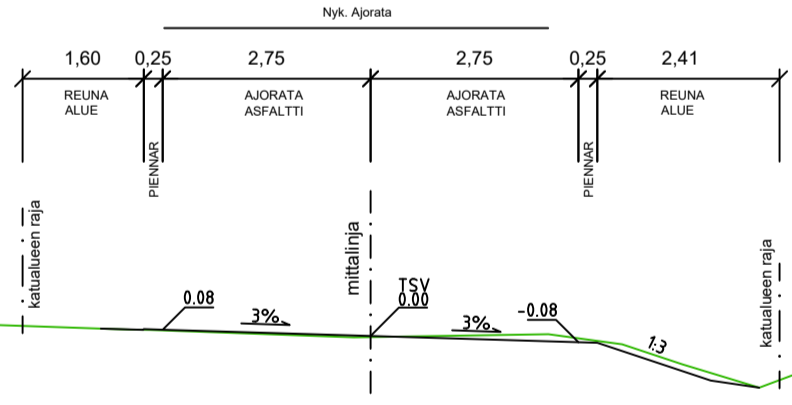 Nyk. Ajorata
1,60 0,25 2,75 2,75 0,25 2,41
REUNA
ALUE
PIENNAR
AJORATA
ASFALTTI
AJORATA
ASFALTTI
PIENNAR
REUNA
ALUE
katualueen raja
mittalinja
katualueen raja
0.08
3%
TSV
0.00
3%
-0.08
1:3